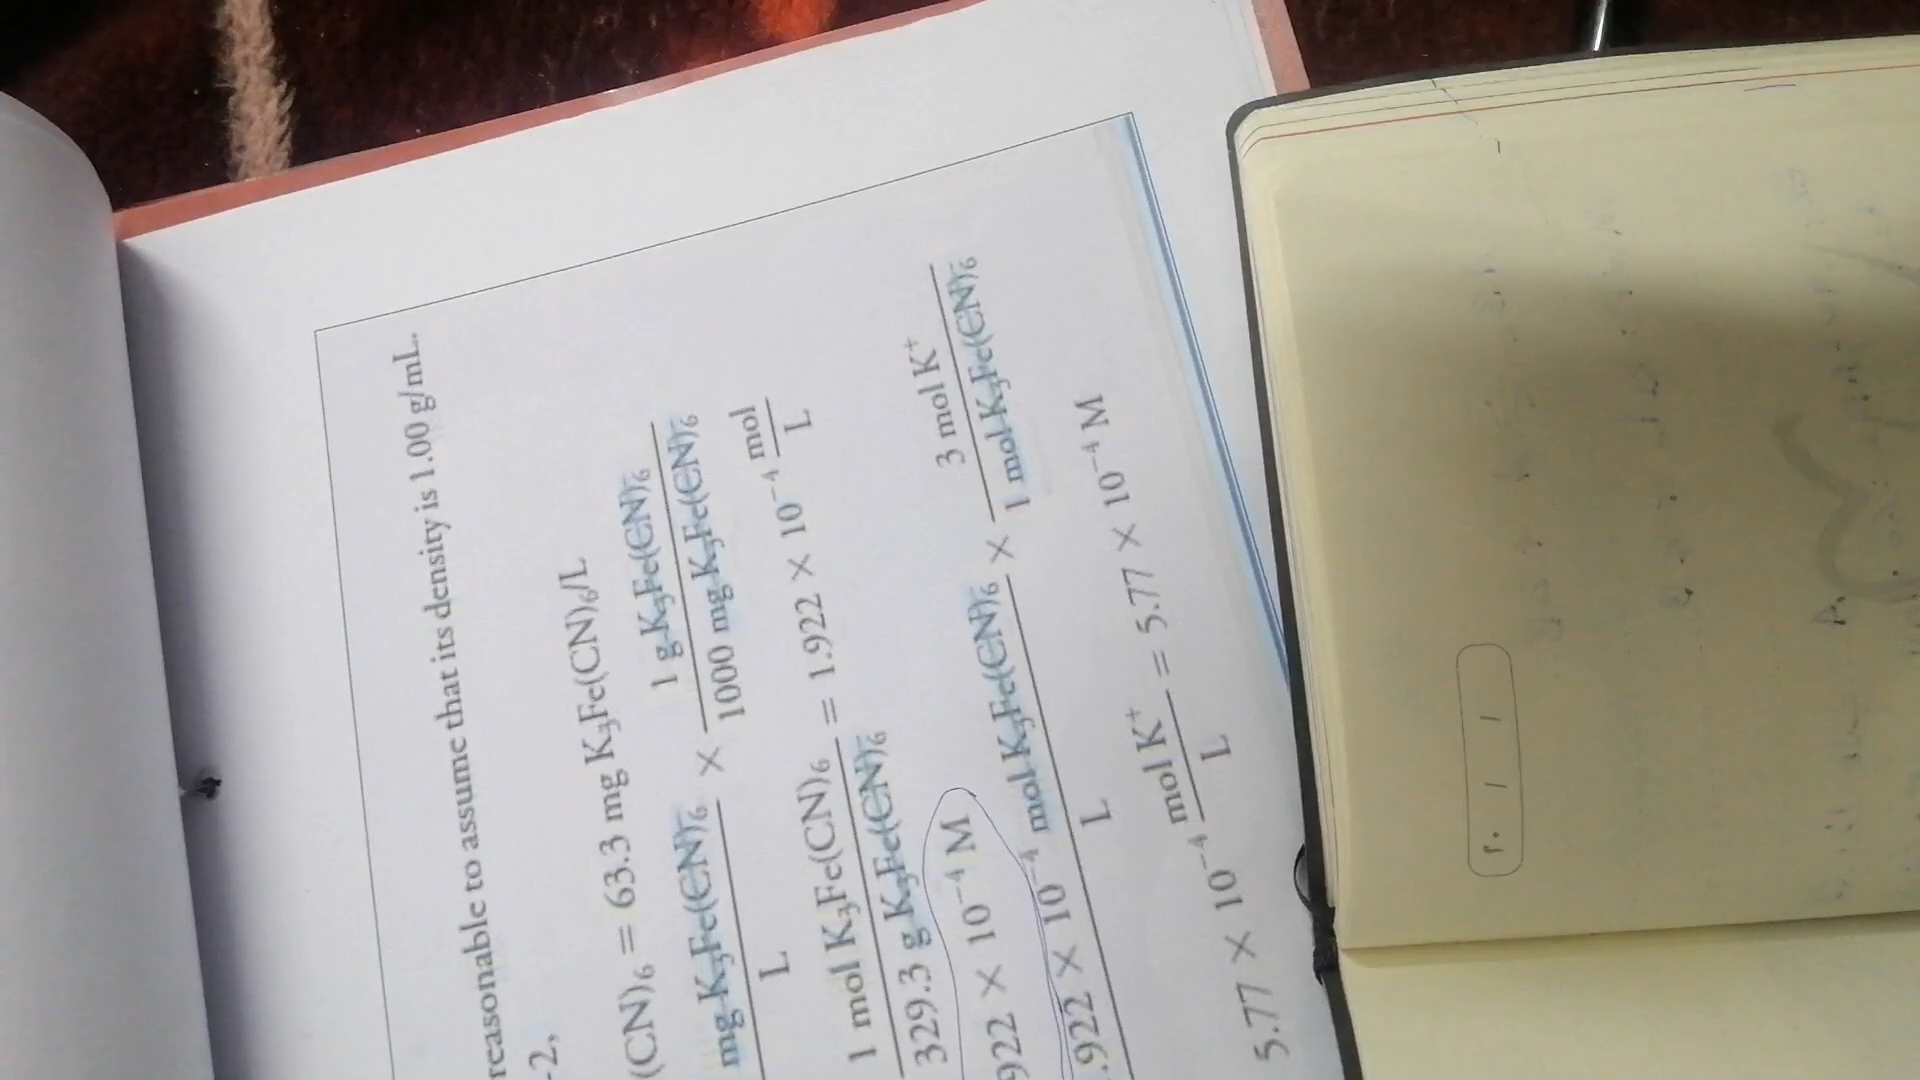 reasonable to assume that its density is 1.00 g/mL.
-2,
(CN)₆ = 63.3 mg K₃Fe(CN)₆/L
mg K₃Fe(CN)₆ / L × 1 g K₃Fe(CN)₆ / 1000 mg K₃Fe(CN)₆
1 mol K₃Fe(CN)₆ / 329.3 g K₃Fe(CN)₆ = 1.922 × 10⁻⁴ mol / L
922 × 10⁻⁴ M
.922 × 10⁻⁴ mol K₃Fe(CN)₆ / L × 3 mol K⁺ / 1 mol K₃Fe(CN)₆
5.77 × 10⁻⁴ mol K⁺ / L = 5.77 × 10⁻⁴ M